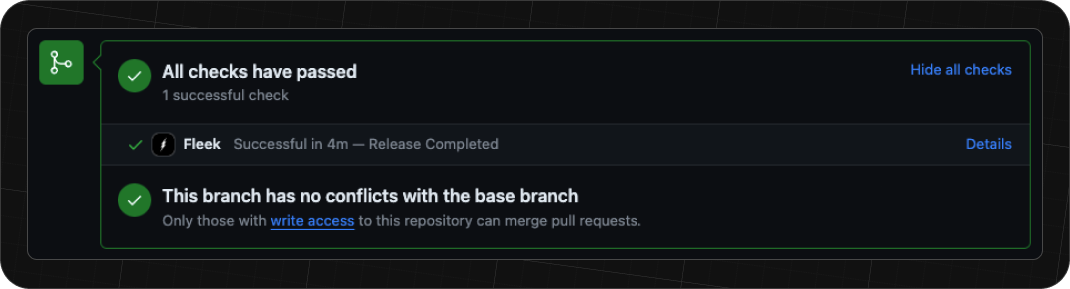 All checks have passed
Hide all checks
1 successful check
Fleek Successful in 4m — Release Completed
Details
This branch has no conflicts with the base branch
Only those with write access to this repository can merge pull requests.